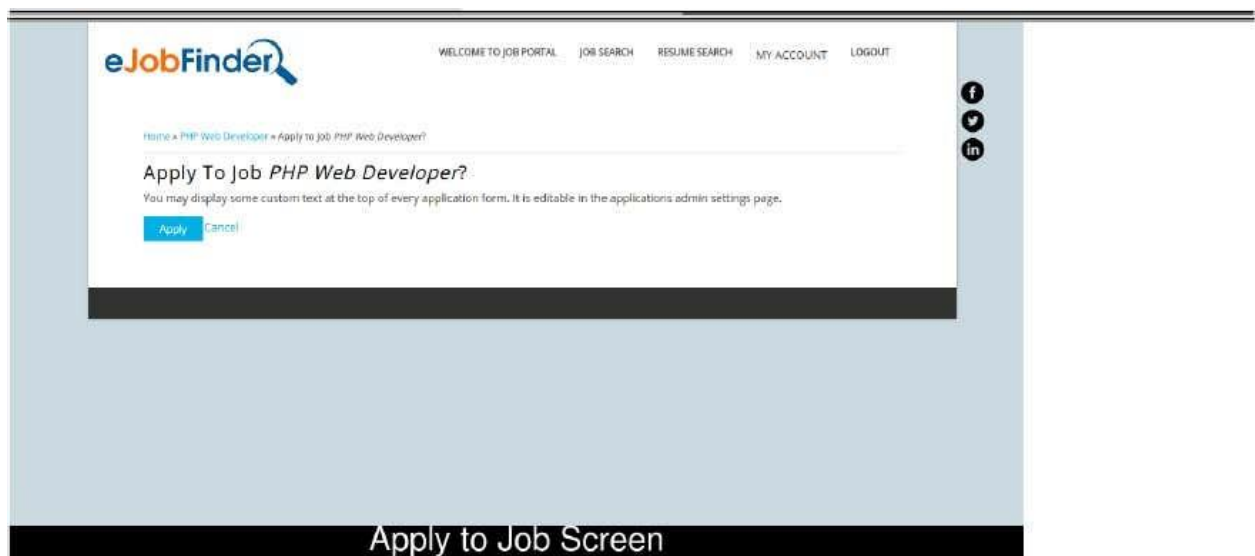 eJobFinder
WELCOME TO JOB PORTAL JOB SEARCH RESUME SEARCH MY ACCOUNT LOGOUT
Home » PHP Web Developer » Apply to job PHP Web Developer?
Apply To Job PHP Web Developer?
You may display some custom text at the top of every application form. It is editable in the applications admin settings page.
Apply Cancel
f
in
Apply to Job Screen